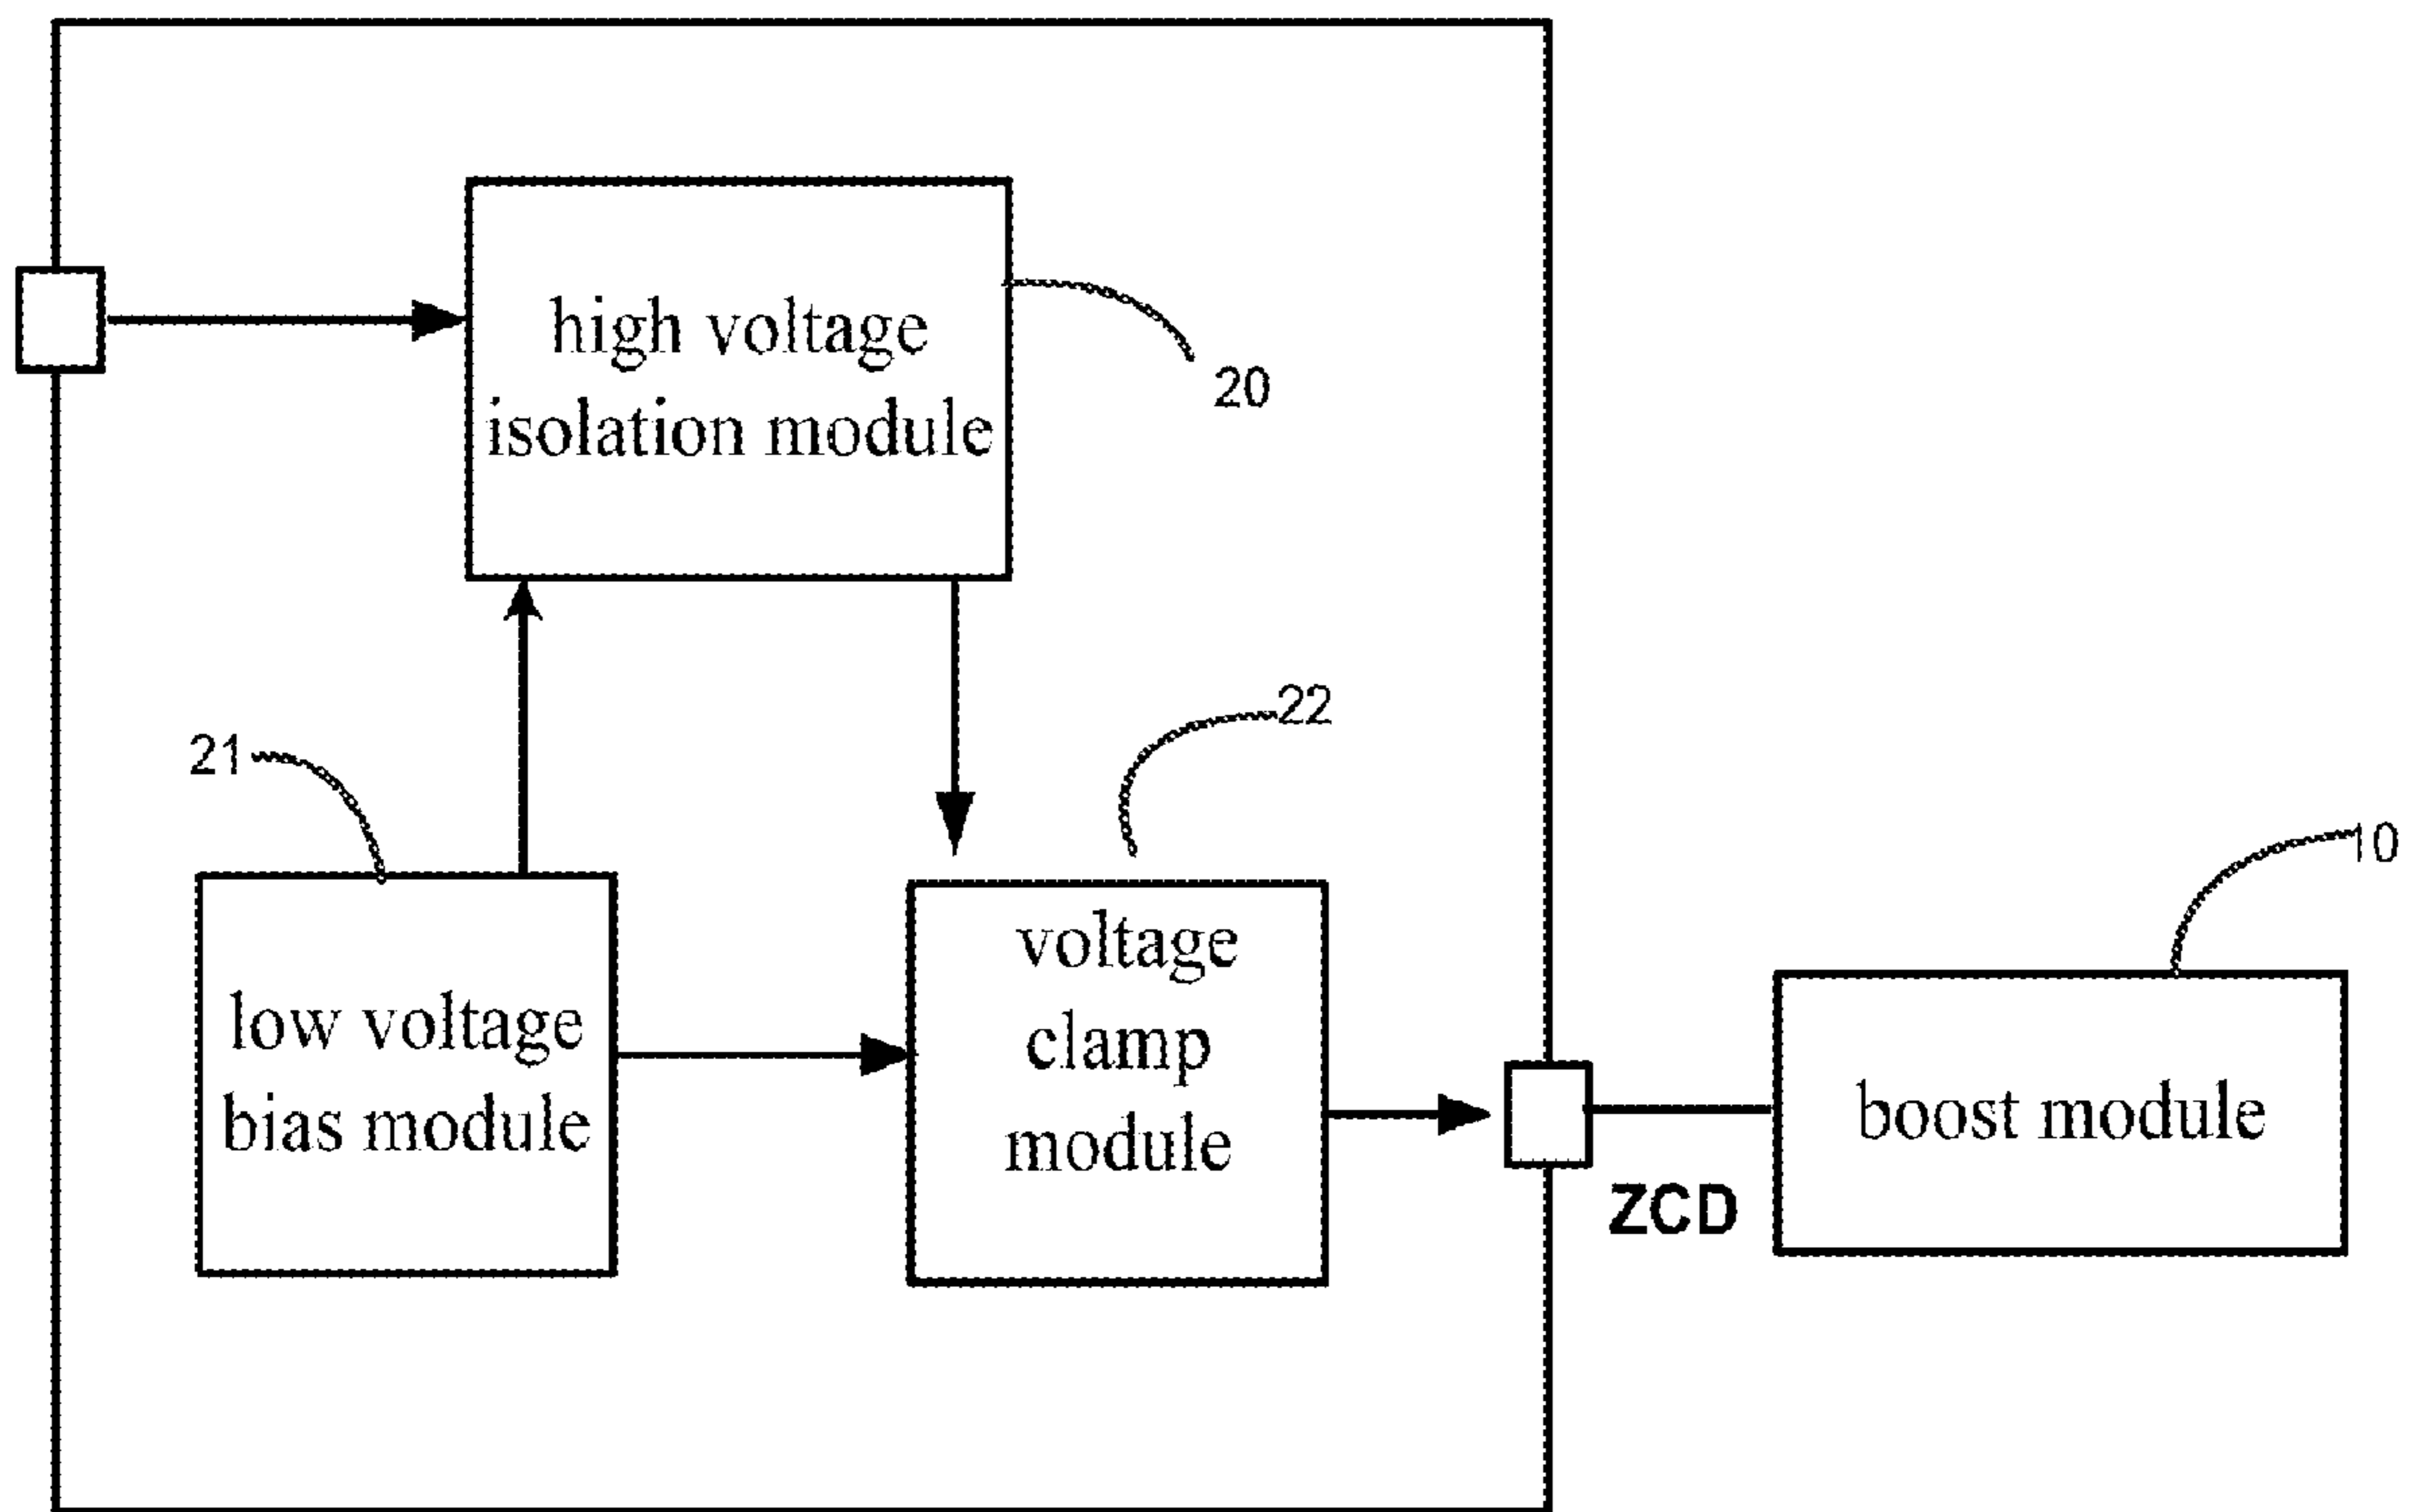 high voltage
isolation module
20
21
22
10
low voltage
bias module
voltage
clamp
module
boost module
ZCD